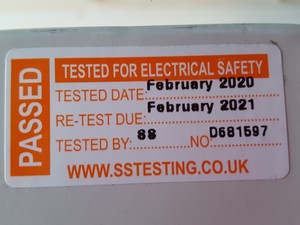 PASSED
TESTED FOR ELECTRICAL SAFETY
TESTED DATE: February 2020
RE-TEST DUE: February 2021
TESTED BY: 88 NO: D681597
WWW.SSTESTING.CO.UK